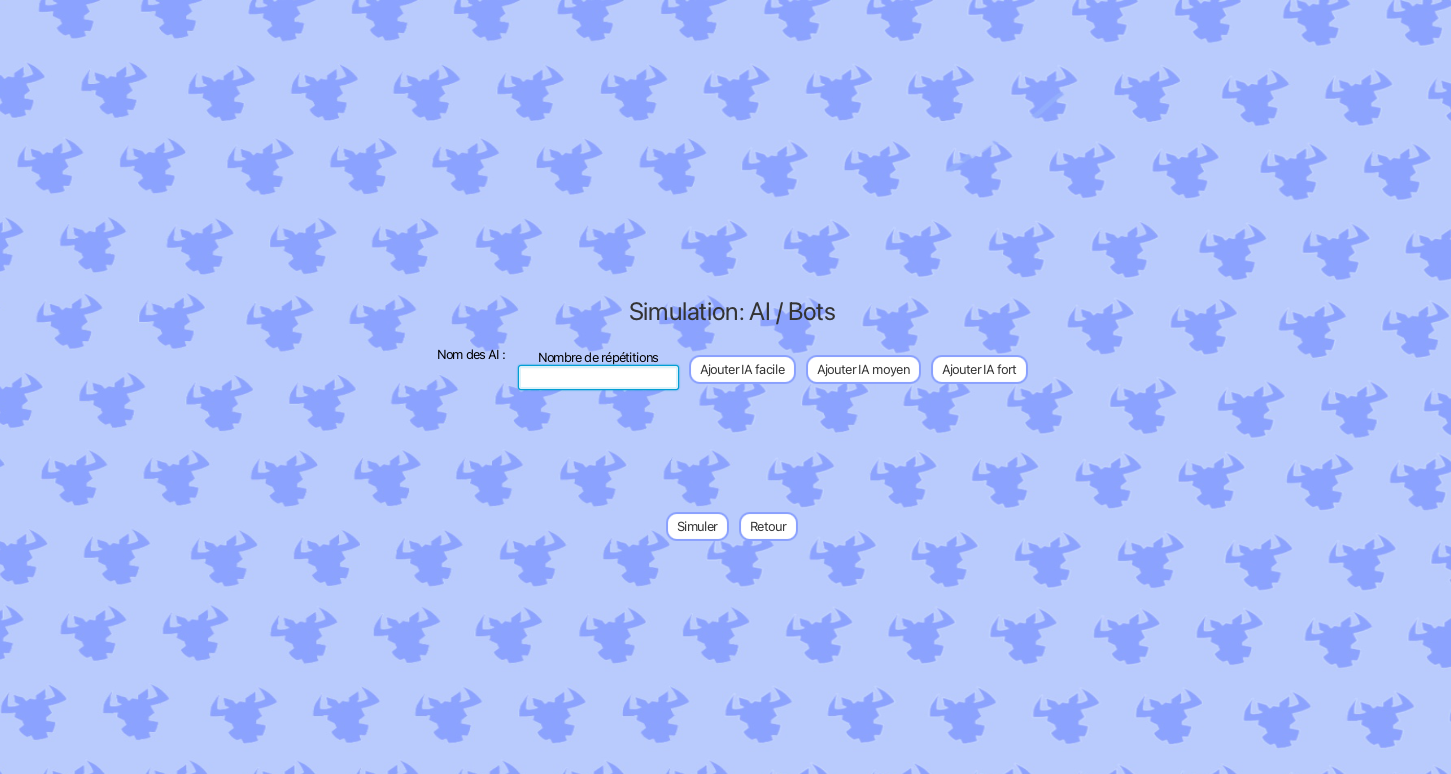 Simulation: AI / Bots
Nom des AI :
Nombre de répétitions
Ajouter IA facile
Ajouter IA moyen
Ajouter IA fort
Simuler
Retour